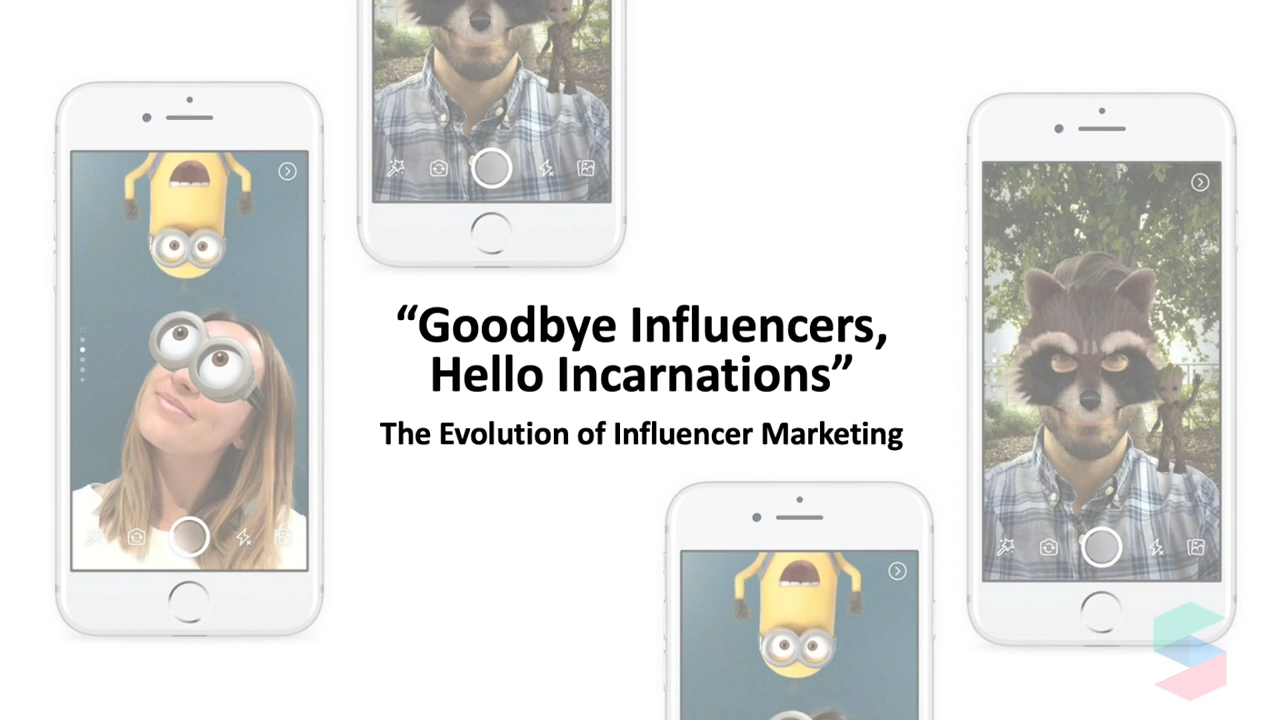 “Goodbye Influencers,
Hello Incarnations”
The Evolution of Influencer Marketing